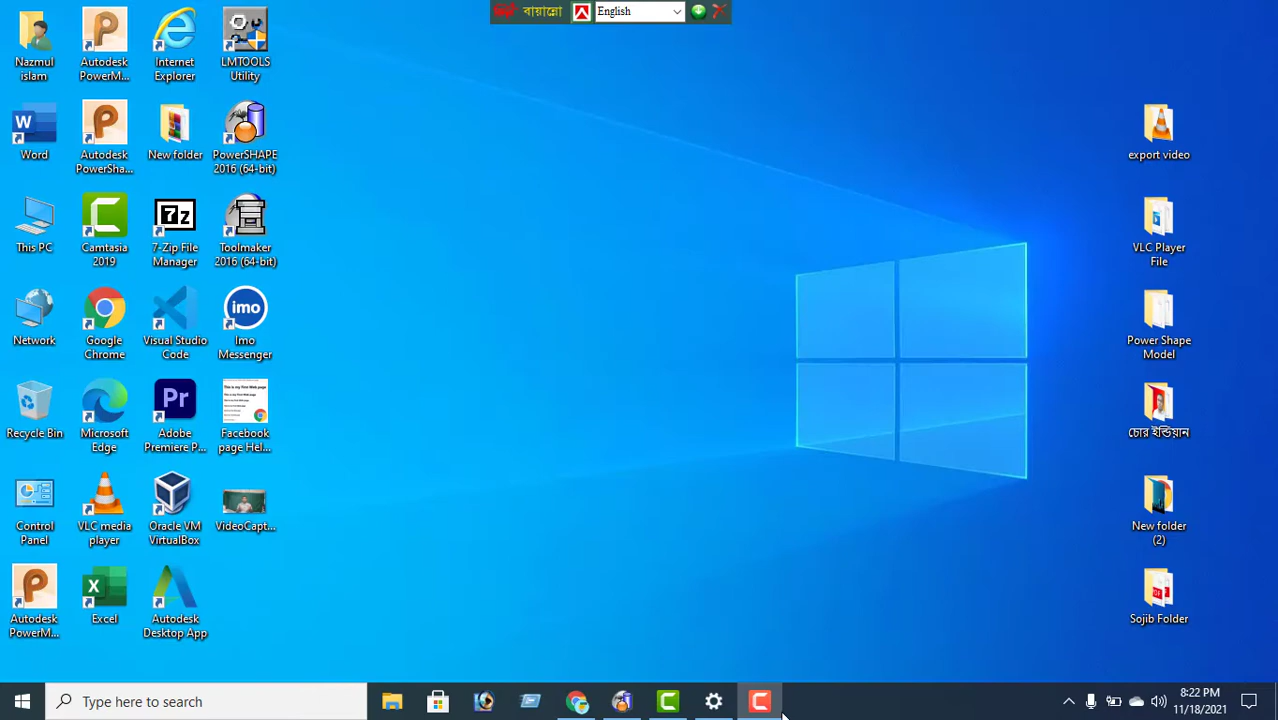 বায়ান্নো English
Nazmul
islam
Autodesk
PowerM...
Internet
Explorer
LMTOOLS
Utility
Word
Autodesk
PowerSha...
New folder
PowerSHAPE
2016 (64-bit)
This PC
Camtasia
2019
7-Zip File
Manager
Toolmaker
2016 (64-bit)
Network
Google
Chrome
Visual Studio
Code
Imo
Messenger
Recycle Bin
Microsoft
Edge
Adobe
Premiere P...
Facebook
page Hel...
Control
Panel
VLC media
player
Oracle VM
VirtualBox
VideoCapt...
Autodesk
PowerM...
Excel
Autodesk
Desktop App
export video
VLC Player
File
Power Shape
Model
চোর ইন্ডিয়ান
New folder
(2)
Sojib Folder
Type here to search
8:22 PM
11/18/2021